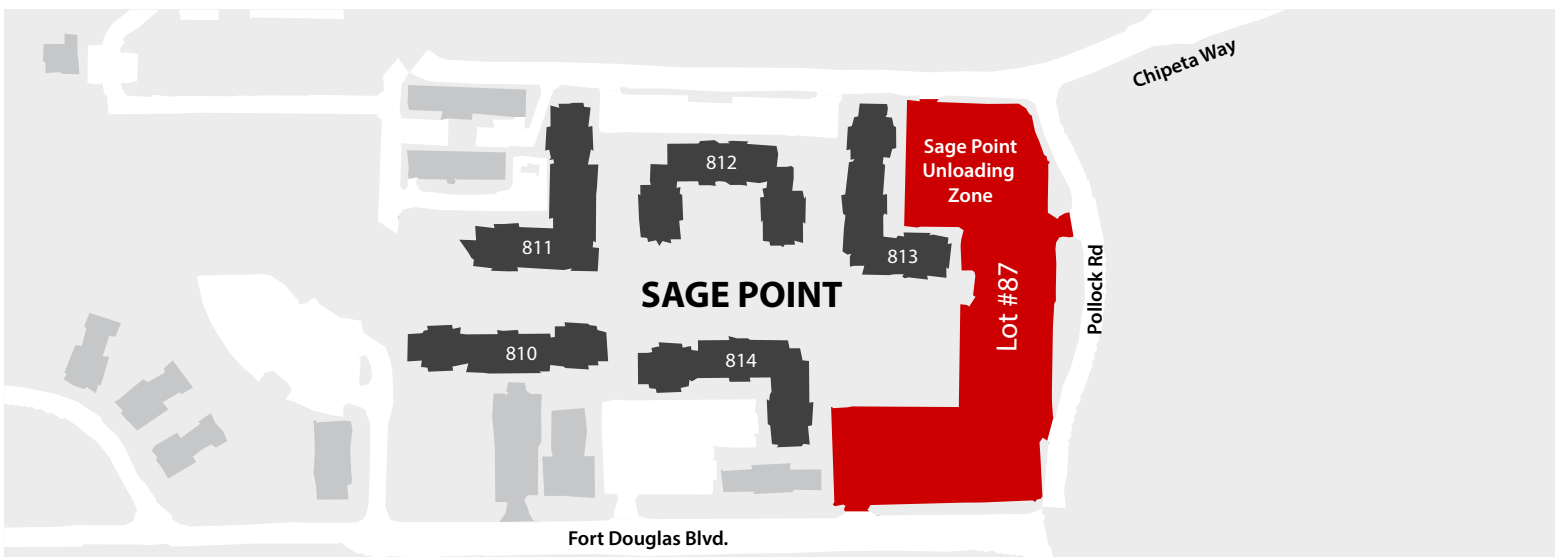 Chipeta Way
Sage Point
Unloading
Zone
812
811
813
Pollock Rd
SAGE POINT
Lot #87
810
814
Fort Douglas Blvd.